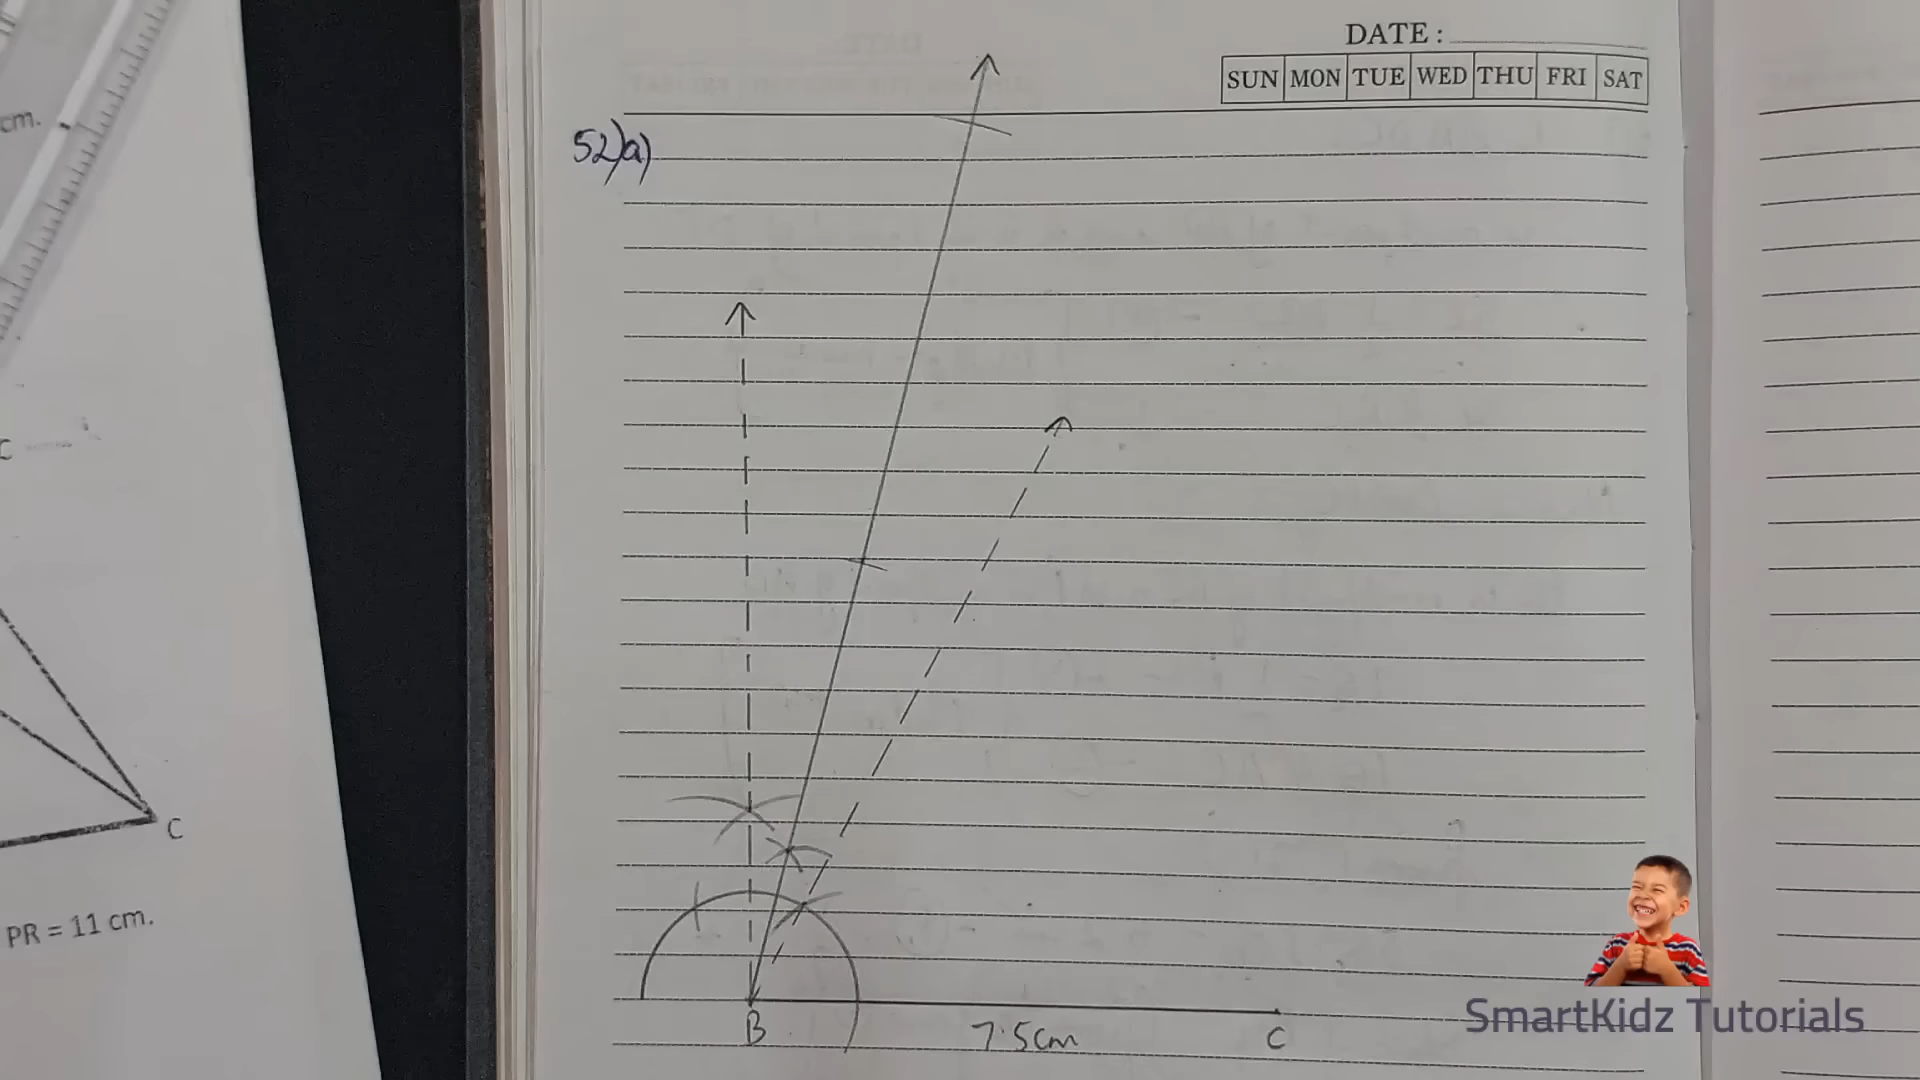 DATE :
SUN MON TUE WED THU FRI SAT
cm.
52)a)
C
C
PR = 11 cm.
B 7.5cm C
SmartKidz Tutorials